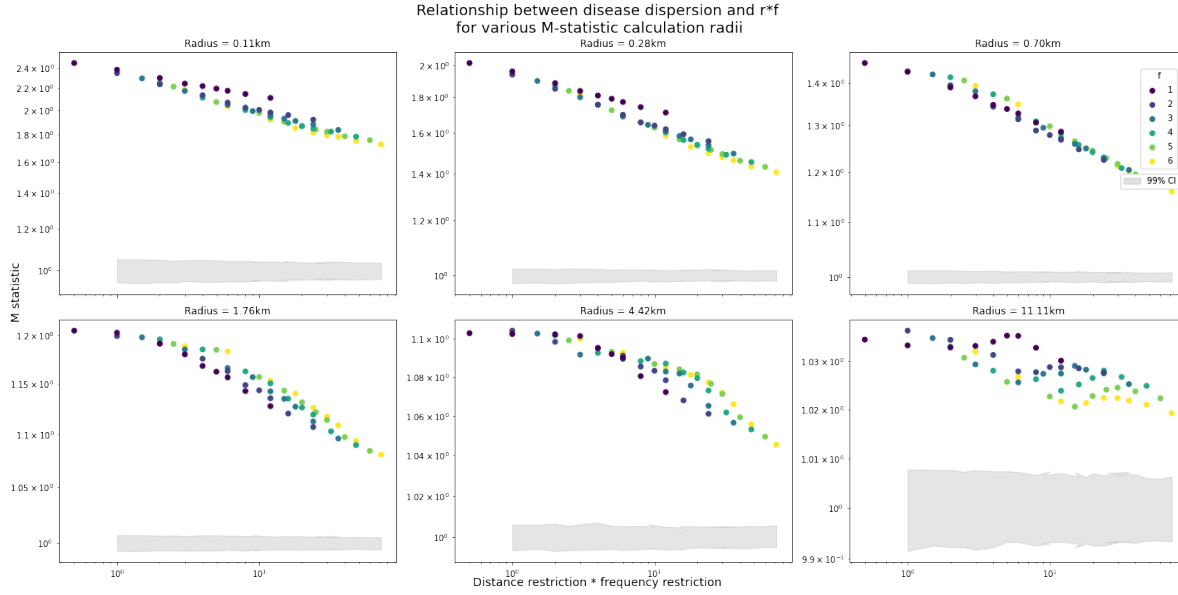 Relationship between disease dispersion and r*f
for various M-statistic calculation radii
Radius = 0.11km
2.4 × 10⁰
2.2 × 10⁰
2 × 10⁰
1.8 × 10⁰
1.6 × 10⁰
1.4 × 10⁰
1.2 × 10⁰
10⁰
Radius = 0.28km
2 × 10⁰
1.8 × 10⁰
1.6 × 10⁰
1.4 × 10⁰
1.2 × 10⁰
10⁰
Radius = 0.70km
1.4 × 10⁰
1.3 × 10⁰
1.2 × 10⁰
1.1 × 10⁰
10⁰
f
1
2
3
4
5
6
99% CI
M statistic
Radius = 1.76km
1.2 × 10⁰
1.15 × 10⁰
1.1 × 10⁰
1.05 × 10⁰
10⁰
10⁰
10¹
Radius = 4.42km
1.1 × 10⁰
1.08 × 10⁰
1.06 × 10⁰
1.04 × 10⁰
1.02 × 10⁰
10⁰
10⁰
10¹
Radius = 11.11km
1.03 × 10⁰
1.02 × 10⁰
1.01 × 10⁰
10⁰
9.9 × 10⁻¹
10⁰
10¹
Distance restriction * frequency restriction